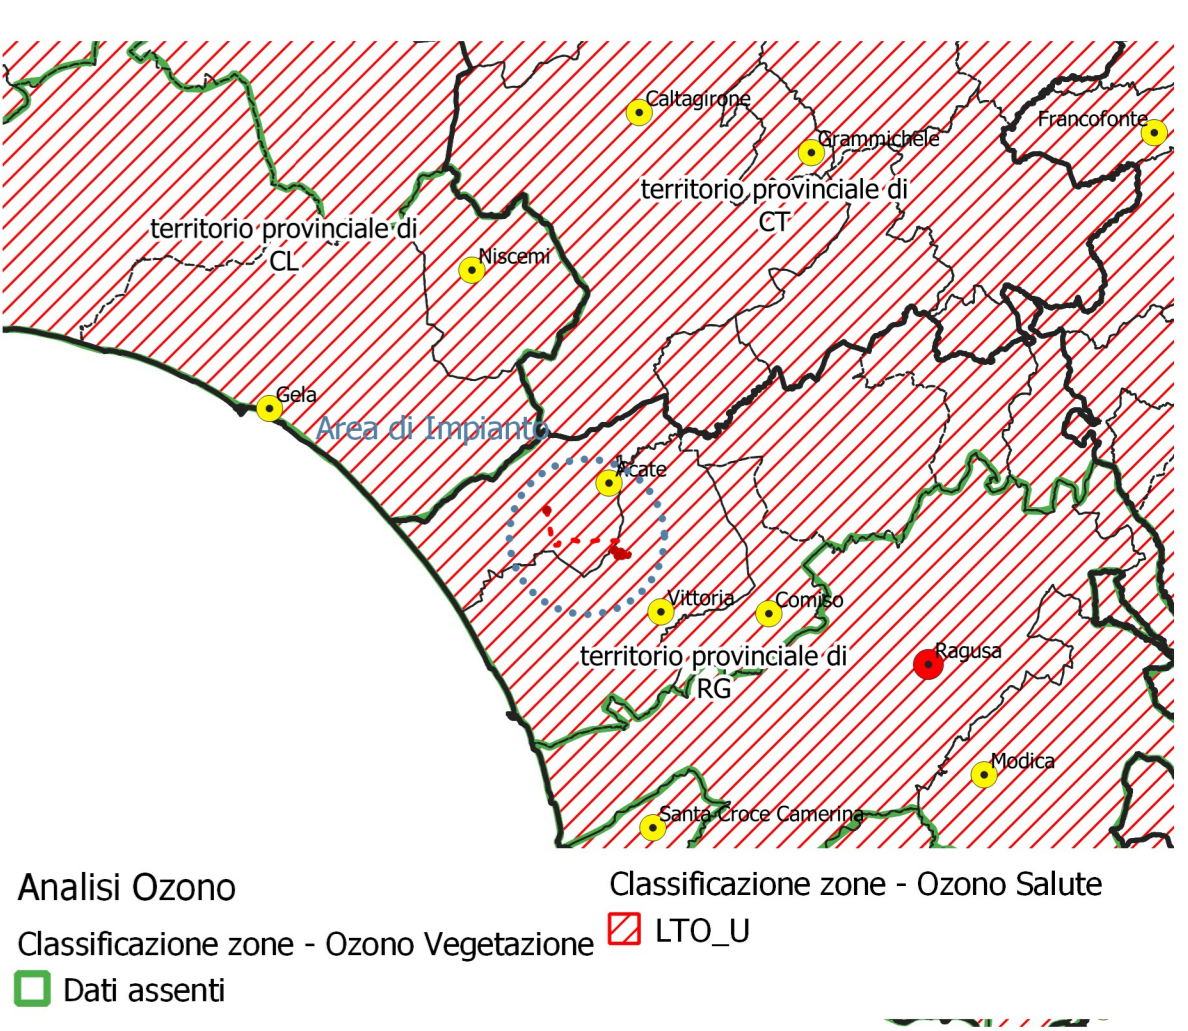 Caltagirone
Francofonte
Grammichele
territorio provinciale di
CT
territorio provinciale di
CL
Niscemi
Gela
Area di Impianto
Acate
Vittoria
Comiso
territorio provinciale di
RG
Ragusa
Modica
Santa Croce Camerina
Analisi Ozono
Classificazione zone - Ozono Vegetazione
Dati assenti
Classificazione zone - Ozono Salute
LTO_U